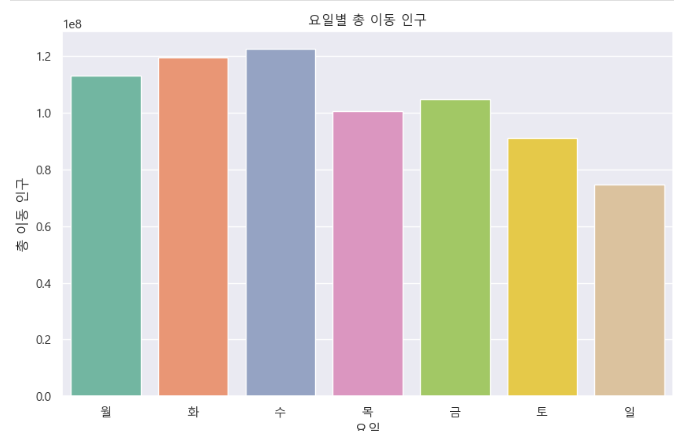 요일별 총 이동 인구
1e8
1.2
1.0
0.8
0.6
0.4
0.2
0.0
총 이동 인구
월 화 수 목 금 토 일
요일